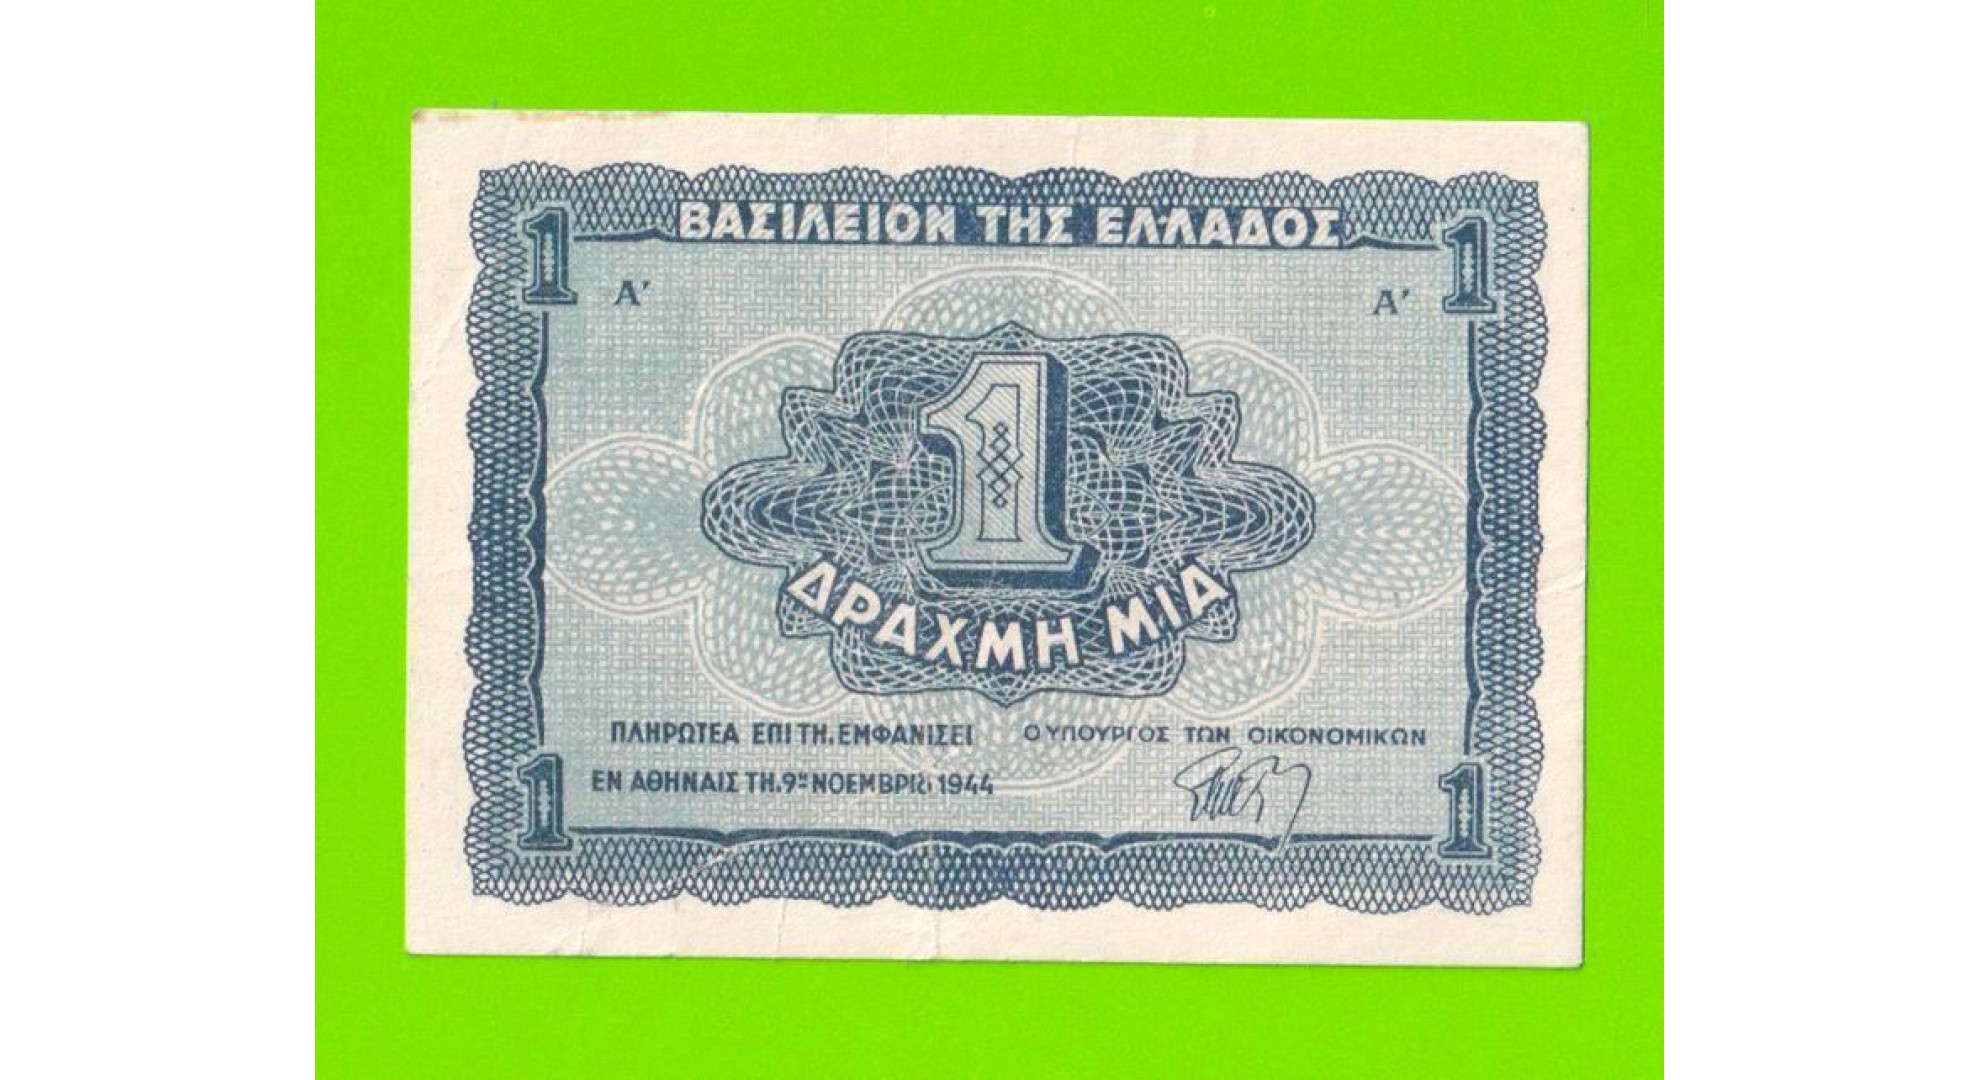 ΒΑΣΙΛΕΙΟΝ ΤΗΣ ΕΛΛΑΔΟΣ
1 1
Α′ Α′
1
ΔΡΑΧΜΗ ΜΙΑ
ΠΛΗΡΩΤΕΑ ΕΠΙ ΤΗ. ΕΜΦΑΝΙΣΕΙ Ο ΥΠΟΥΡΓΟΣ ΤΩΝ ΟΙΚΟΝΟΜΙΚΩΝ
ΕΝ ΑΘΗΝΑΙΣ ΤΗ. 9ῃ ΝΟΕΜΒΡΙΟΥ 1944
1 1